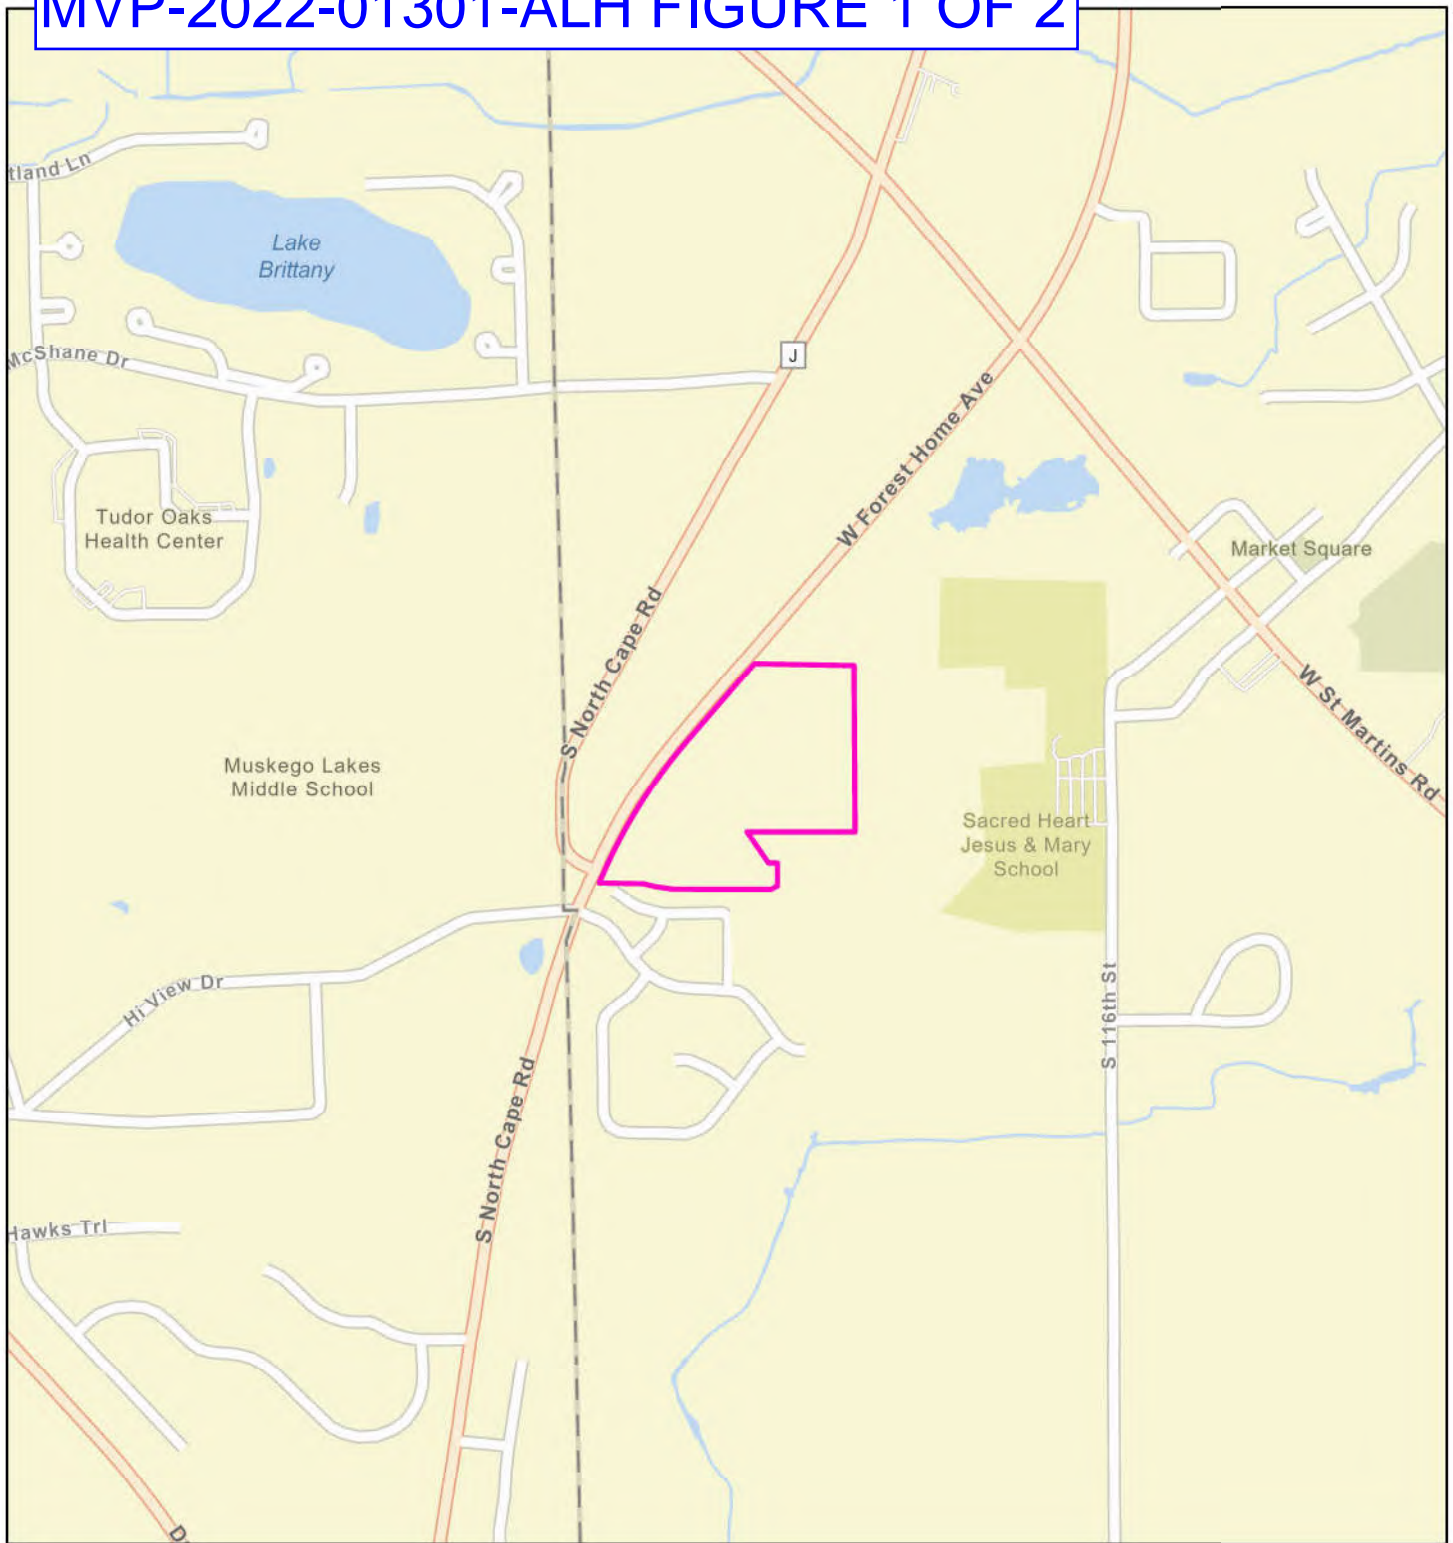 MVP-2022-01301-ALH FIGURE 1 OF 2
tland Ln
Lake
Brittany
McShane Dr
J
W Forest Home Ave
Tudor Oaks
Health Center
Market Square
S North Cape Rd
W St Martins Rd
Muskego Lakes
Middle School
Sacred Heart
Jesus & Mary
School
Hi View Dr
S 116th St
S North Cape Rd
Hawks Trl